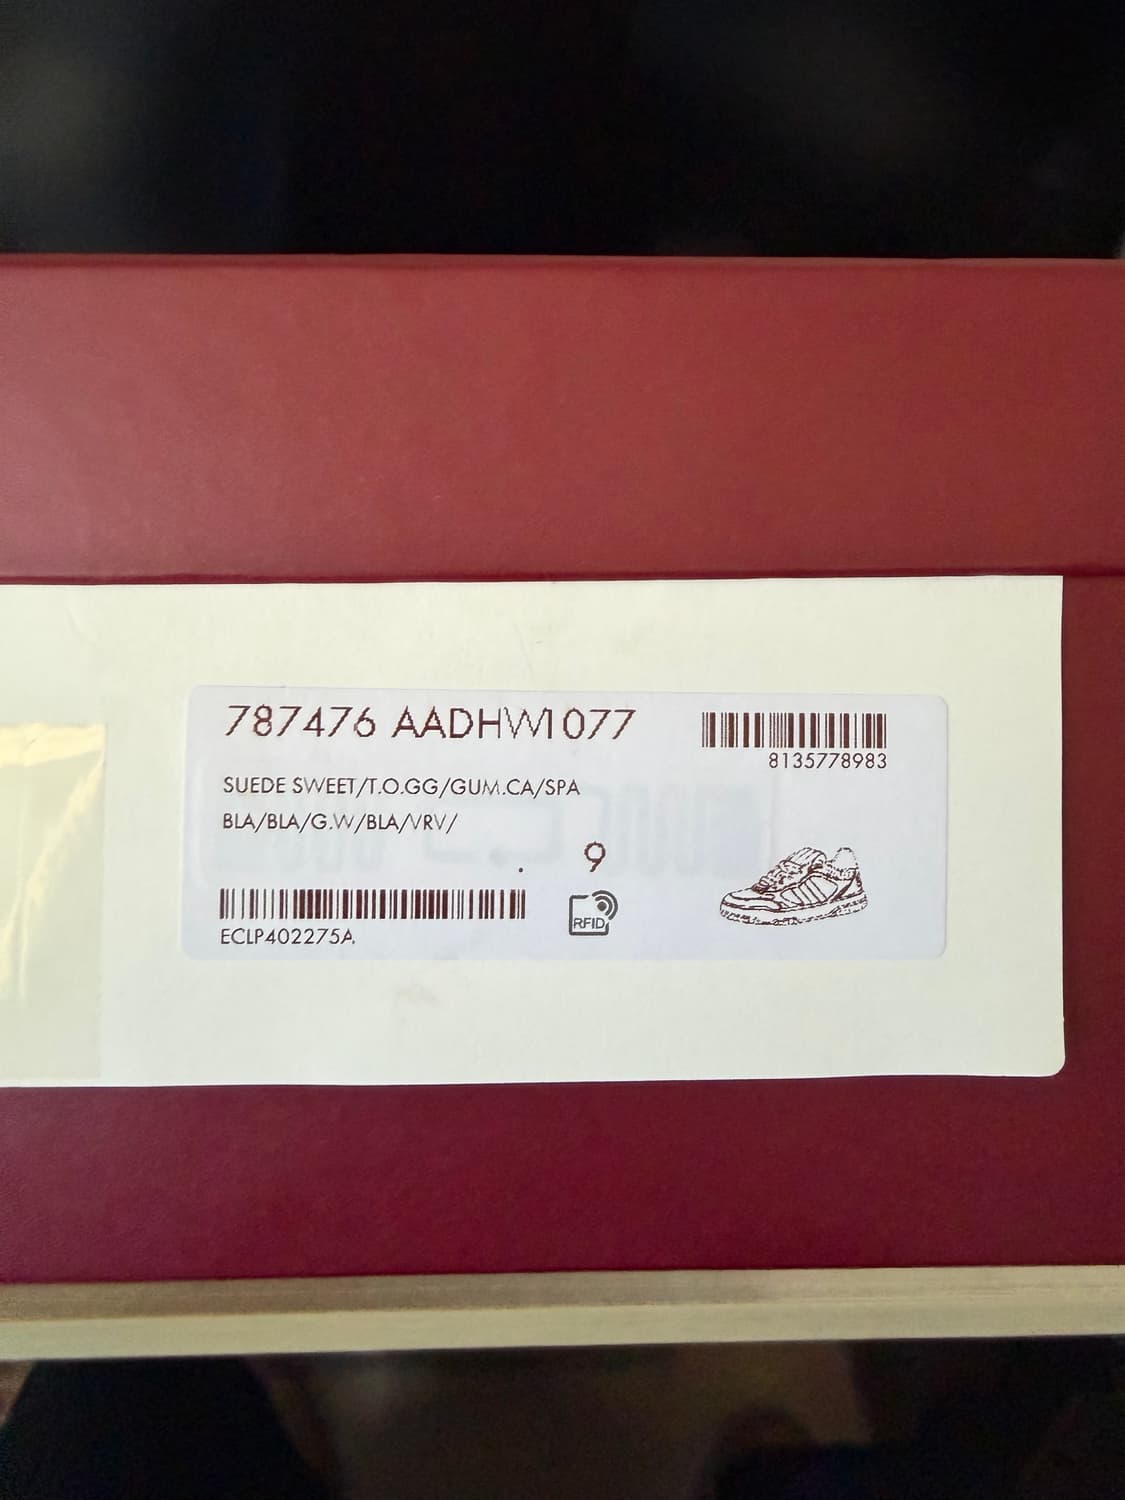 787476 AADHW1077
8135778983
SUEDE SWEET/T.O.GG/GUM.CA/SPA
BLA/BLA/G.W/BLA/VRV/
. 9
ECLP402275A
RFID